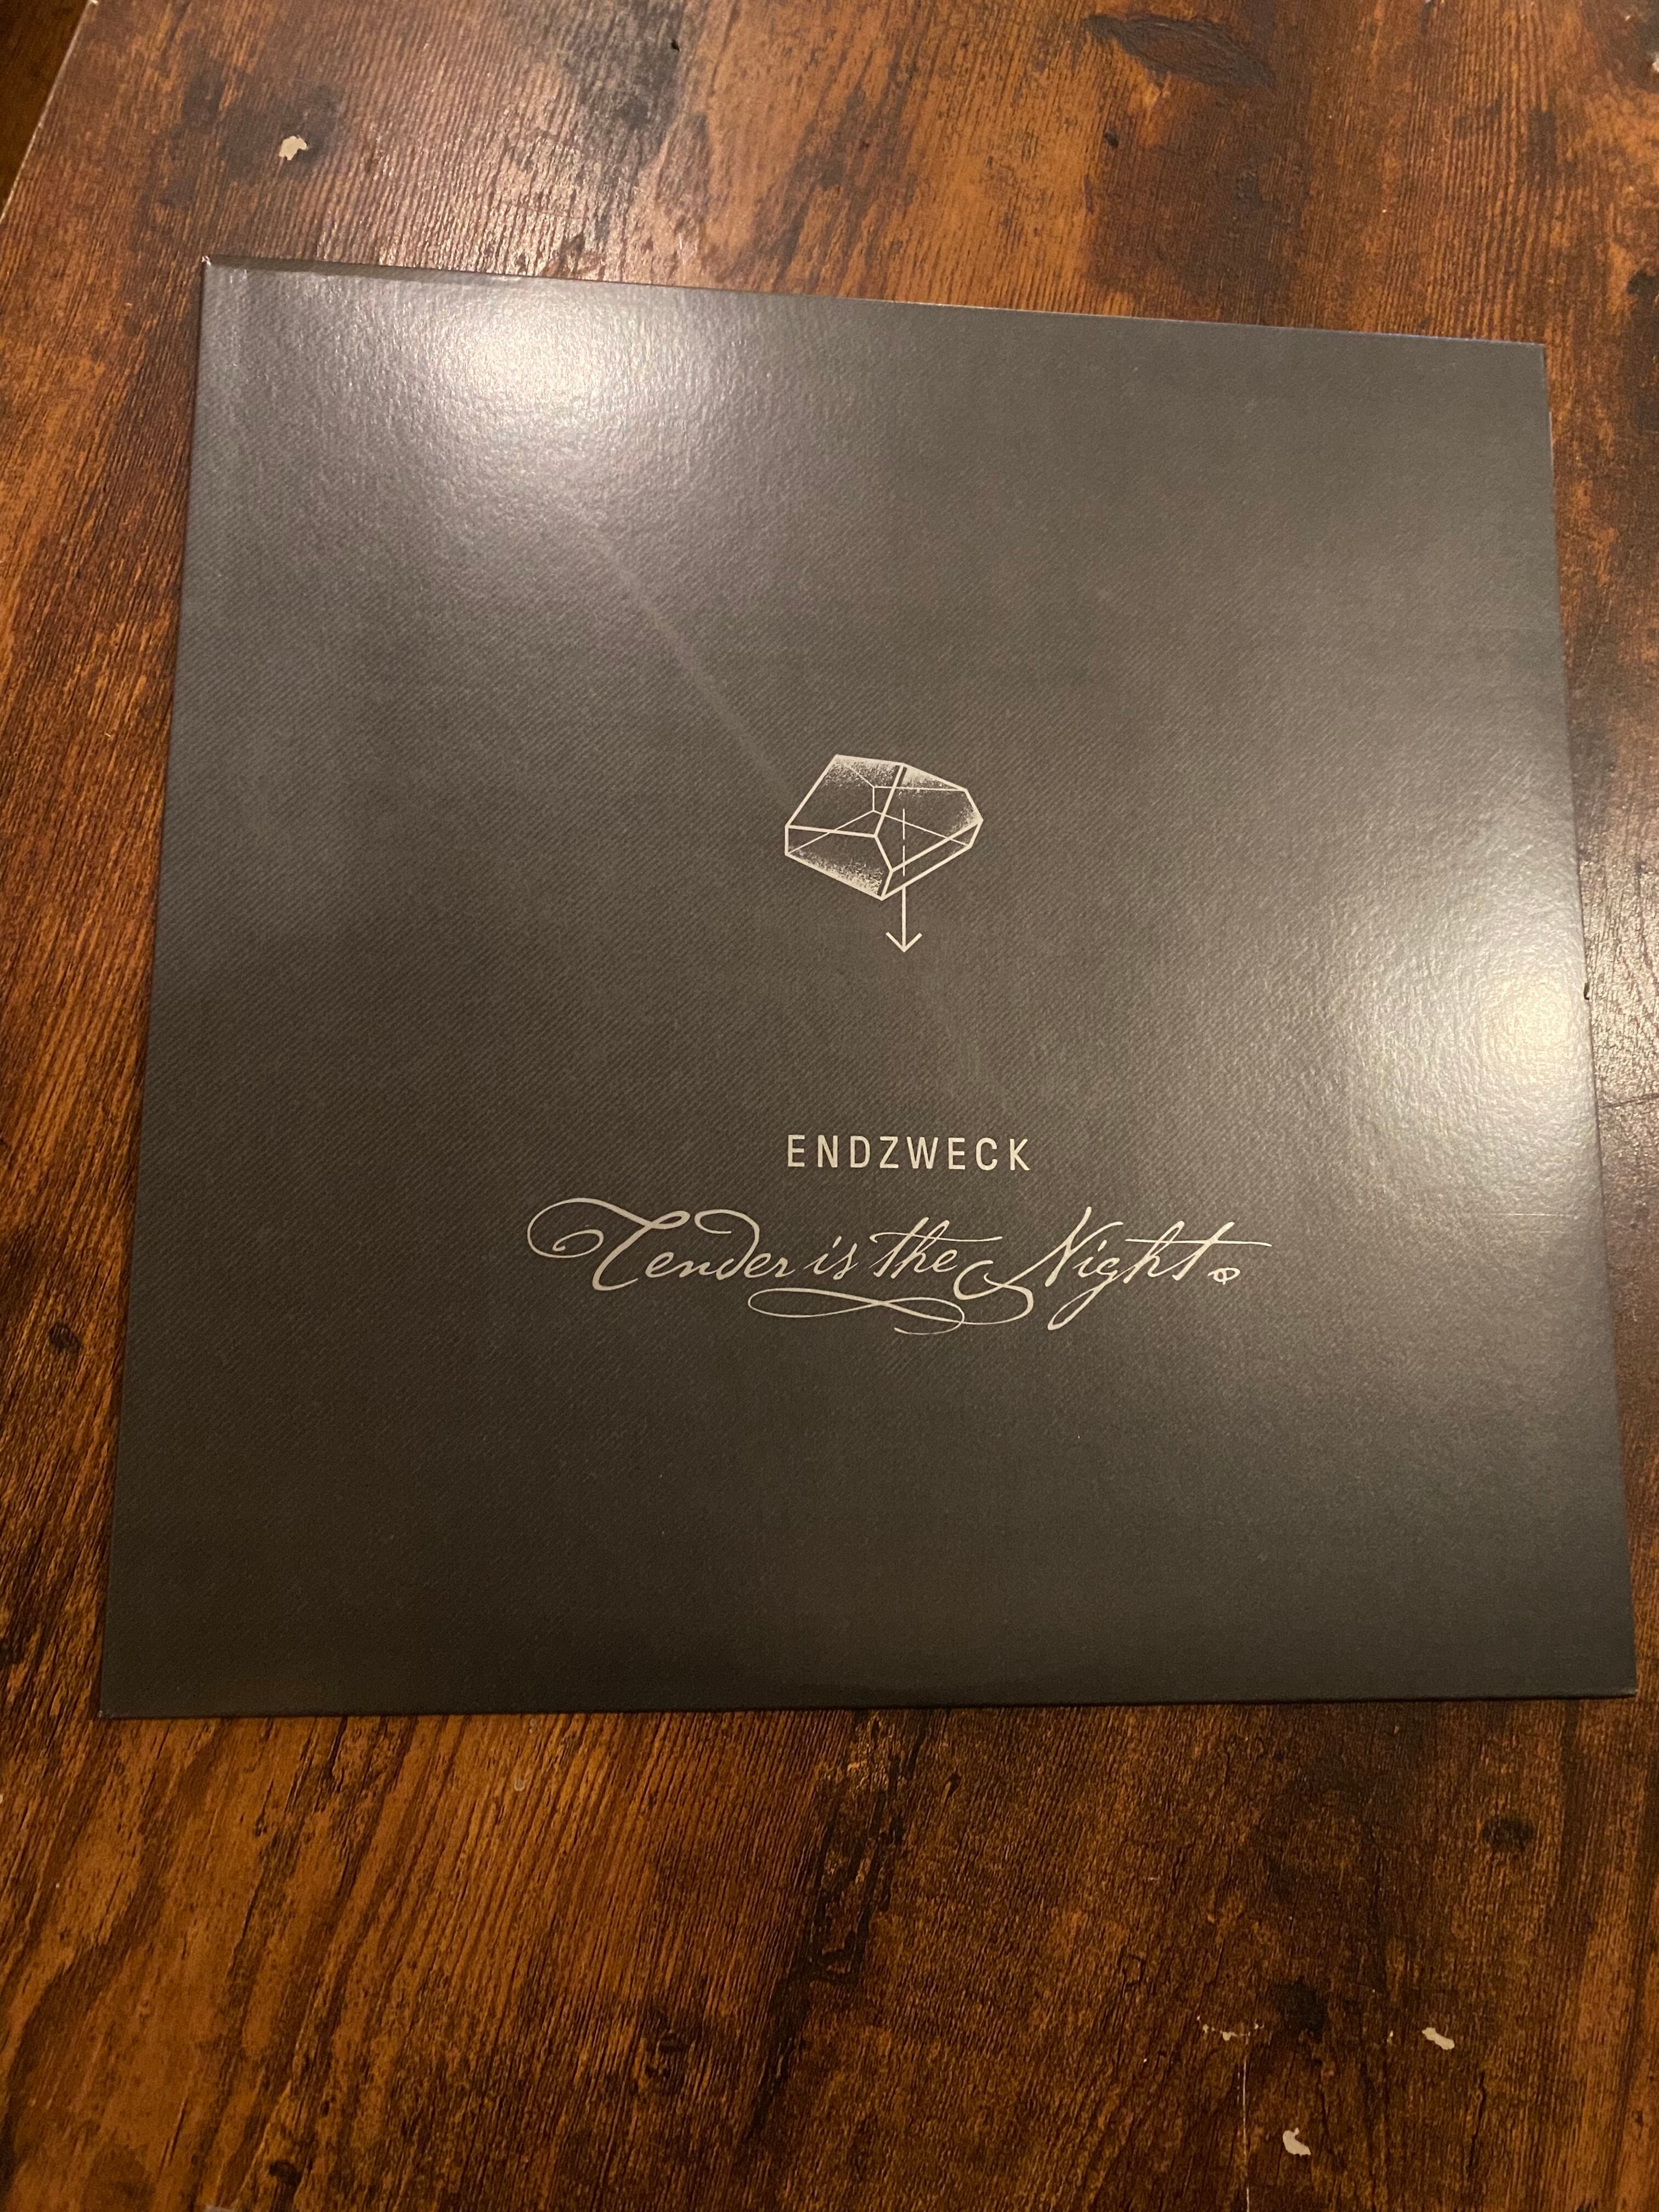 ENDZWECK
Tender is the Night.